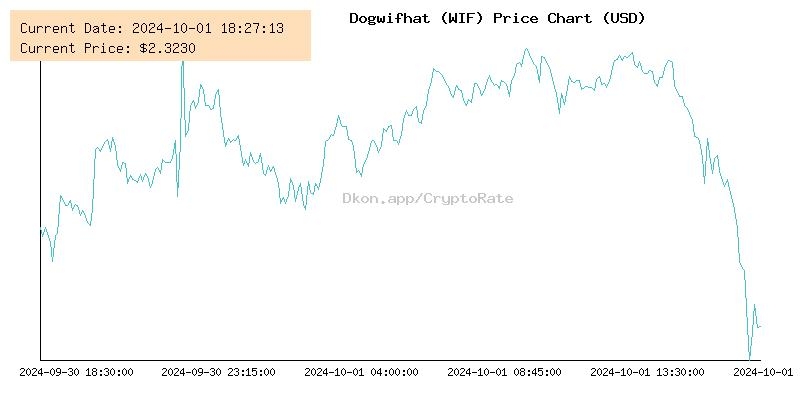 Dogwifhat (WIF) Price Chart (USD)
Current Date: 2024-10-01 18:27:13
Current Price: $2.3230
Dkon.app/CryptoRate
2024-09-30 18:30:00 2024-09-30 23:15:00 2024-10-01 04:00:00 2024-10-01 08:45:00 2024-10-01 13:30:00 2024-10-01